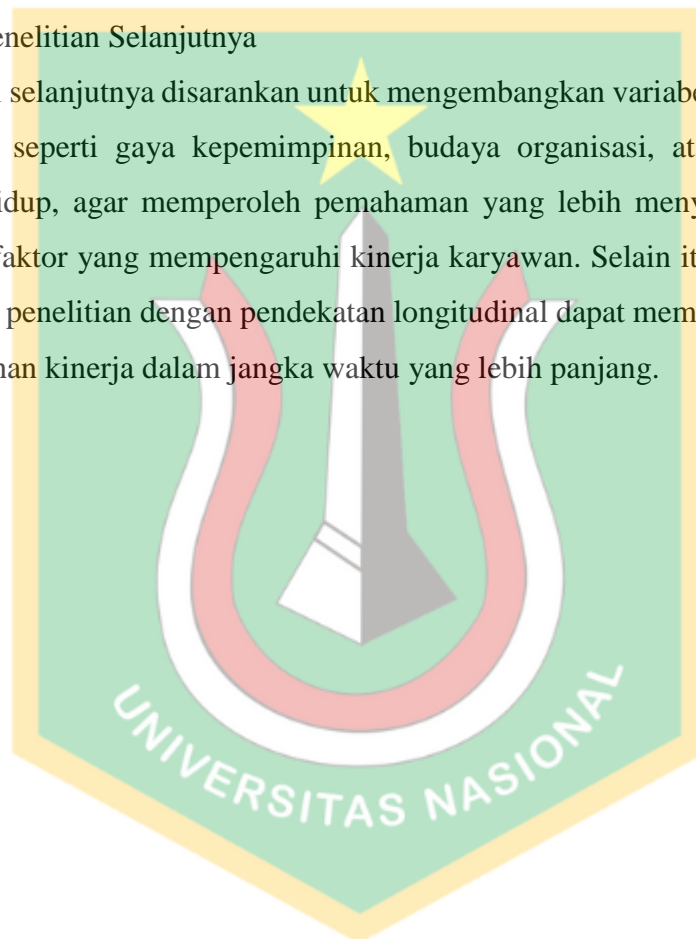 enelitian Selanjutnya
selanjutnya disarankan untuk mengembangkan variabe
seperti gaya kepemimpinan, budaya organisasi, at
idup, agar memperoleh pemahaman yang lebih meny
faktor yang mempengaruhi kinerja karyawan. Selain it
penelitian dengan pendekatan longitudinal dapat mem
nan kinerja dalam jangka waktu yang lebih panjang.
UNIVERSITAS NASIONAL